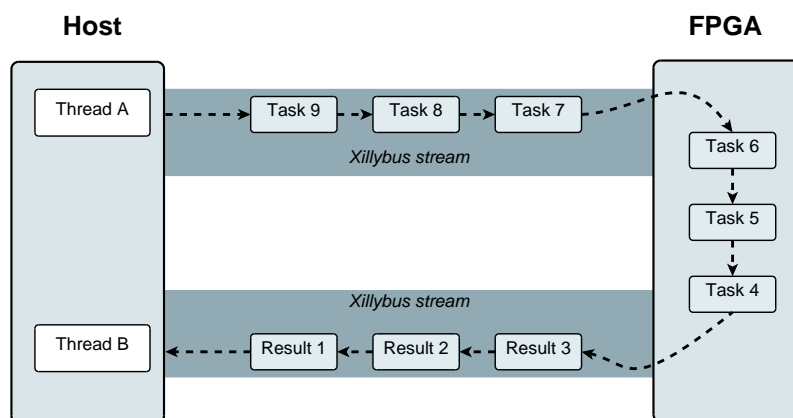 Host
FPGA
Thread A
Task 9
Task 8
Task 7
Task 6
Xillybus stream
Task 5
Task 4
Xillybus stream
Thread B
Result 1
Result 2
Result 3